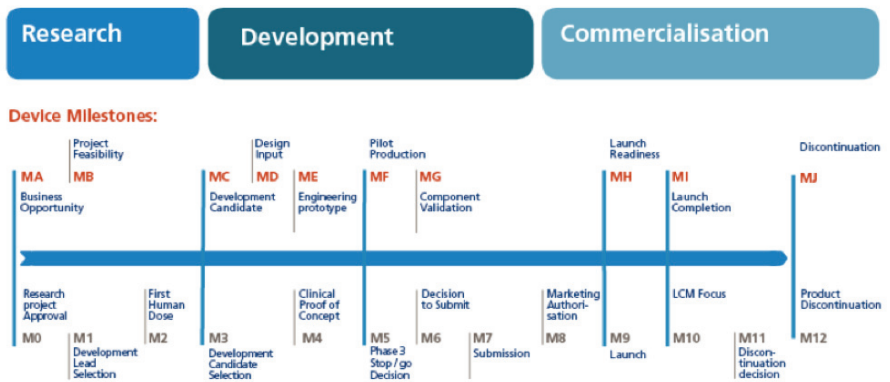 Research
Development
Commercialisation
Device Milestones:
Project
Feasibility
Design
Input
Pilot
Production
Launch
Readiness
Discontinuation
MA
MB
MC
MD
ME
MF
MG
MH
MI
MJ
Business
Opportunity
Development
Candidate
Engineering
prototype
Component
Validation
Launch
Completion
Research
project
Approval
First
Human
Dose
Clinical
Proof of
Concept
Decision
to Submit
Marketing
Authori-
sation
LCM Focus
Product
Discontinuation
M0
M1
M2
M3
M4
M5
M6
M7
M8
M9
M10
M11
M12
Development
Lead
Selection
Development
Candidate
Selection
Phase 3
Stop / go
Decision
Submission
Launch
Discon-
tinuation
decision